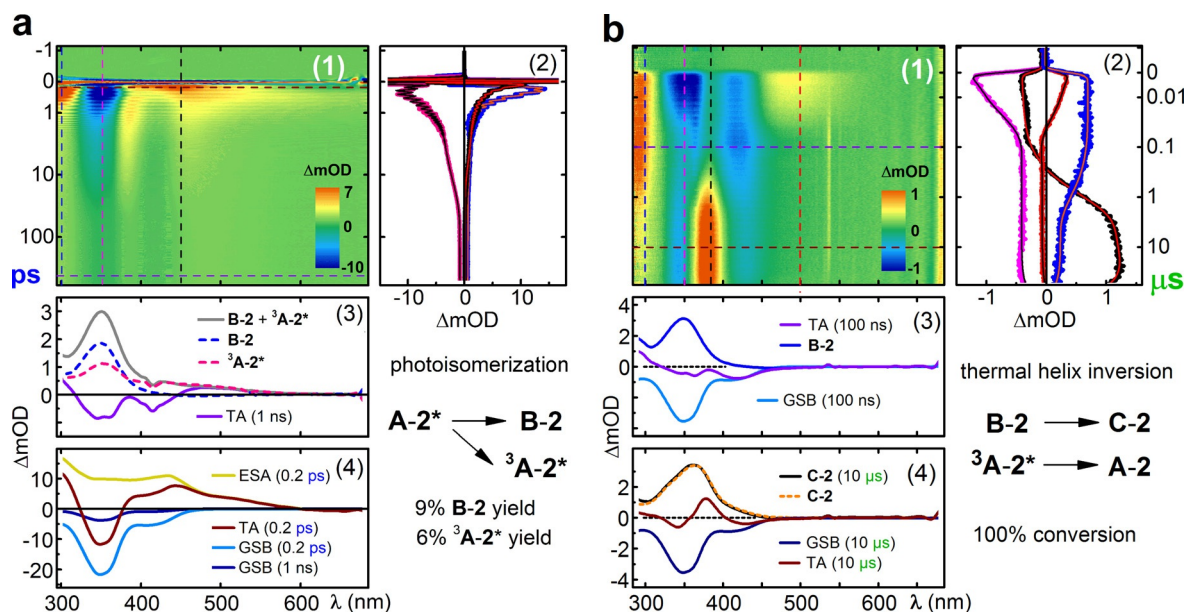 a
(1)
(2)
-1
0
1
10
100
ps
ΔmOD
7
0
-10
-10 0 10
ΔmOD
(3)
3
2
1
0
B-2 + ³A-2*
B-2
³A-2*
TA (1 ns)
ΔmOD
photoisomerization
A-2* B-2
³A-2*
9% B-2 yield
6% ³A-2* yield
(4)
10
0
-10
-20
ESA (0.2 ps)
TA (0.2 ps)
GSB (0.2 ps)
GSB (1 ns)
300 400 500 600 λ (nm)
b
(1)
(2)
ΔmOD
1
0
-1
0
0.01
0.1
1
10
μs
-1 0 1
ΔmOD
(3)
4
2
0
-2
-4
TA (100 ns)
B-2
GSB (100 ns)
ΔmOD
thermal helix inversion
B-2 C-2
³A-2* A-2
100% conversion
(4)
4
2
0
-2
-4
C-2 (10 μs)
C-2
GSB (10 μs)
TA (10 μs)
300 400 500 600 λ (nm)